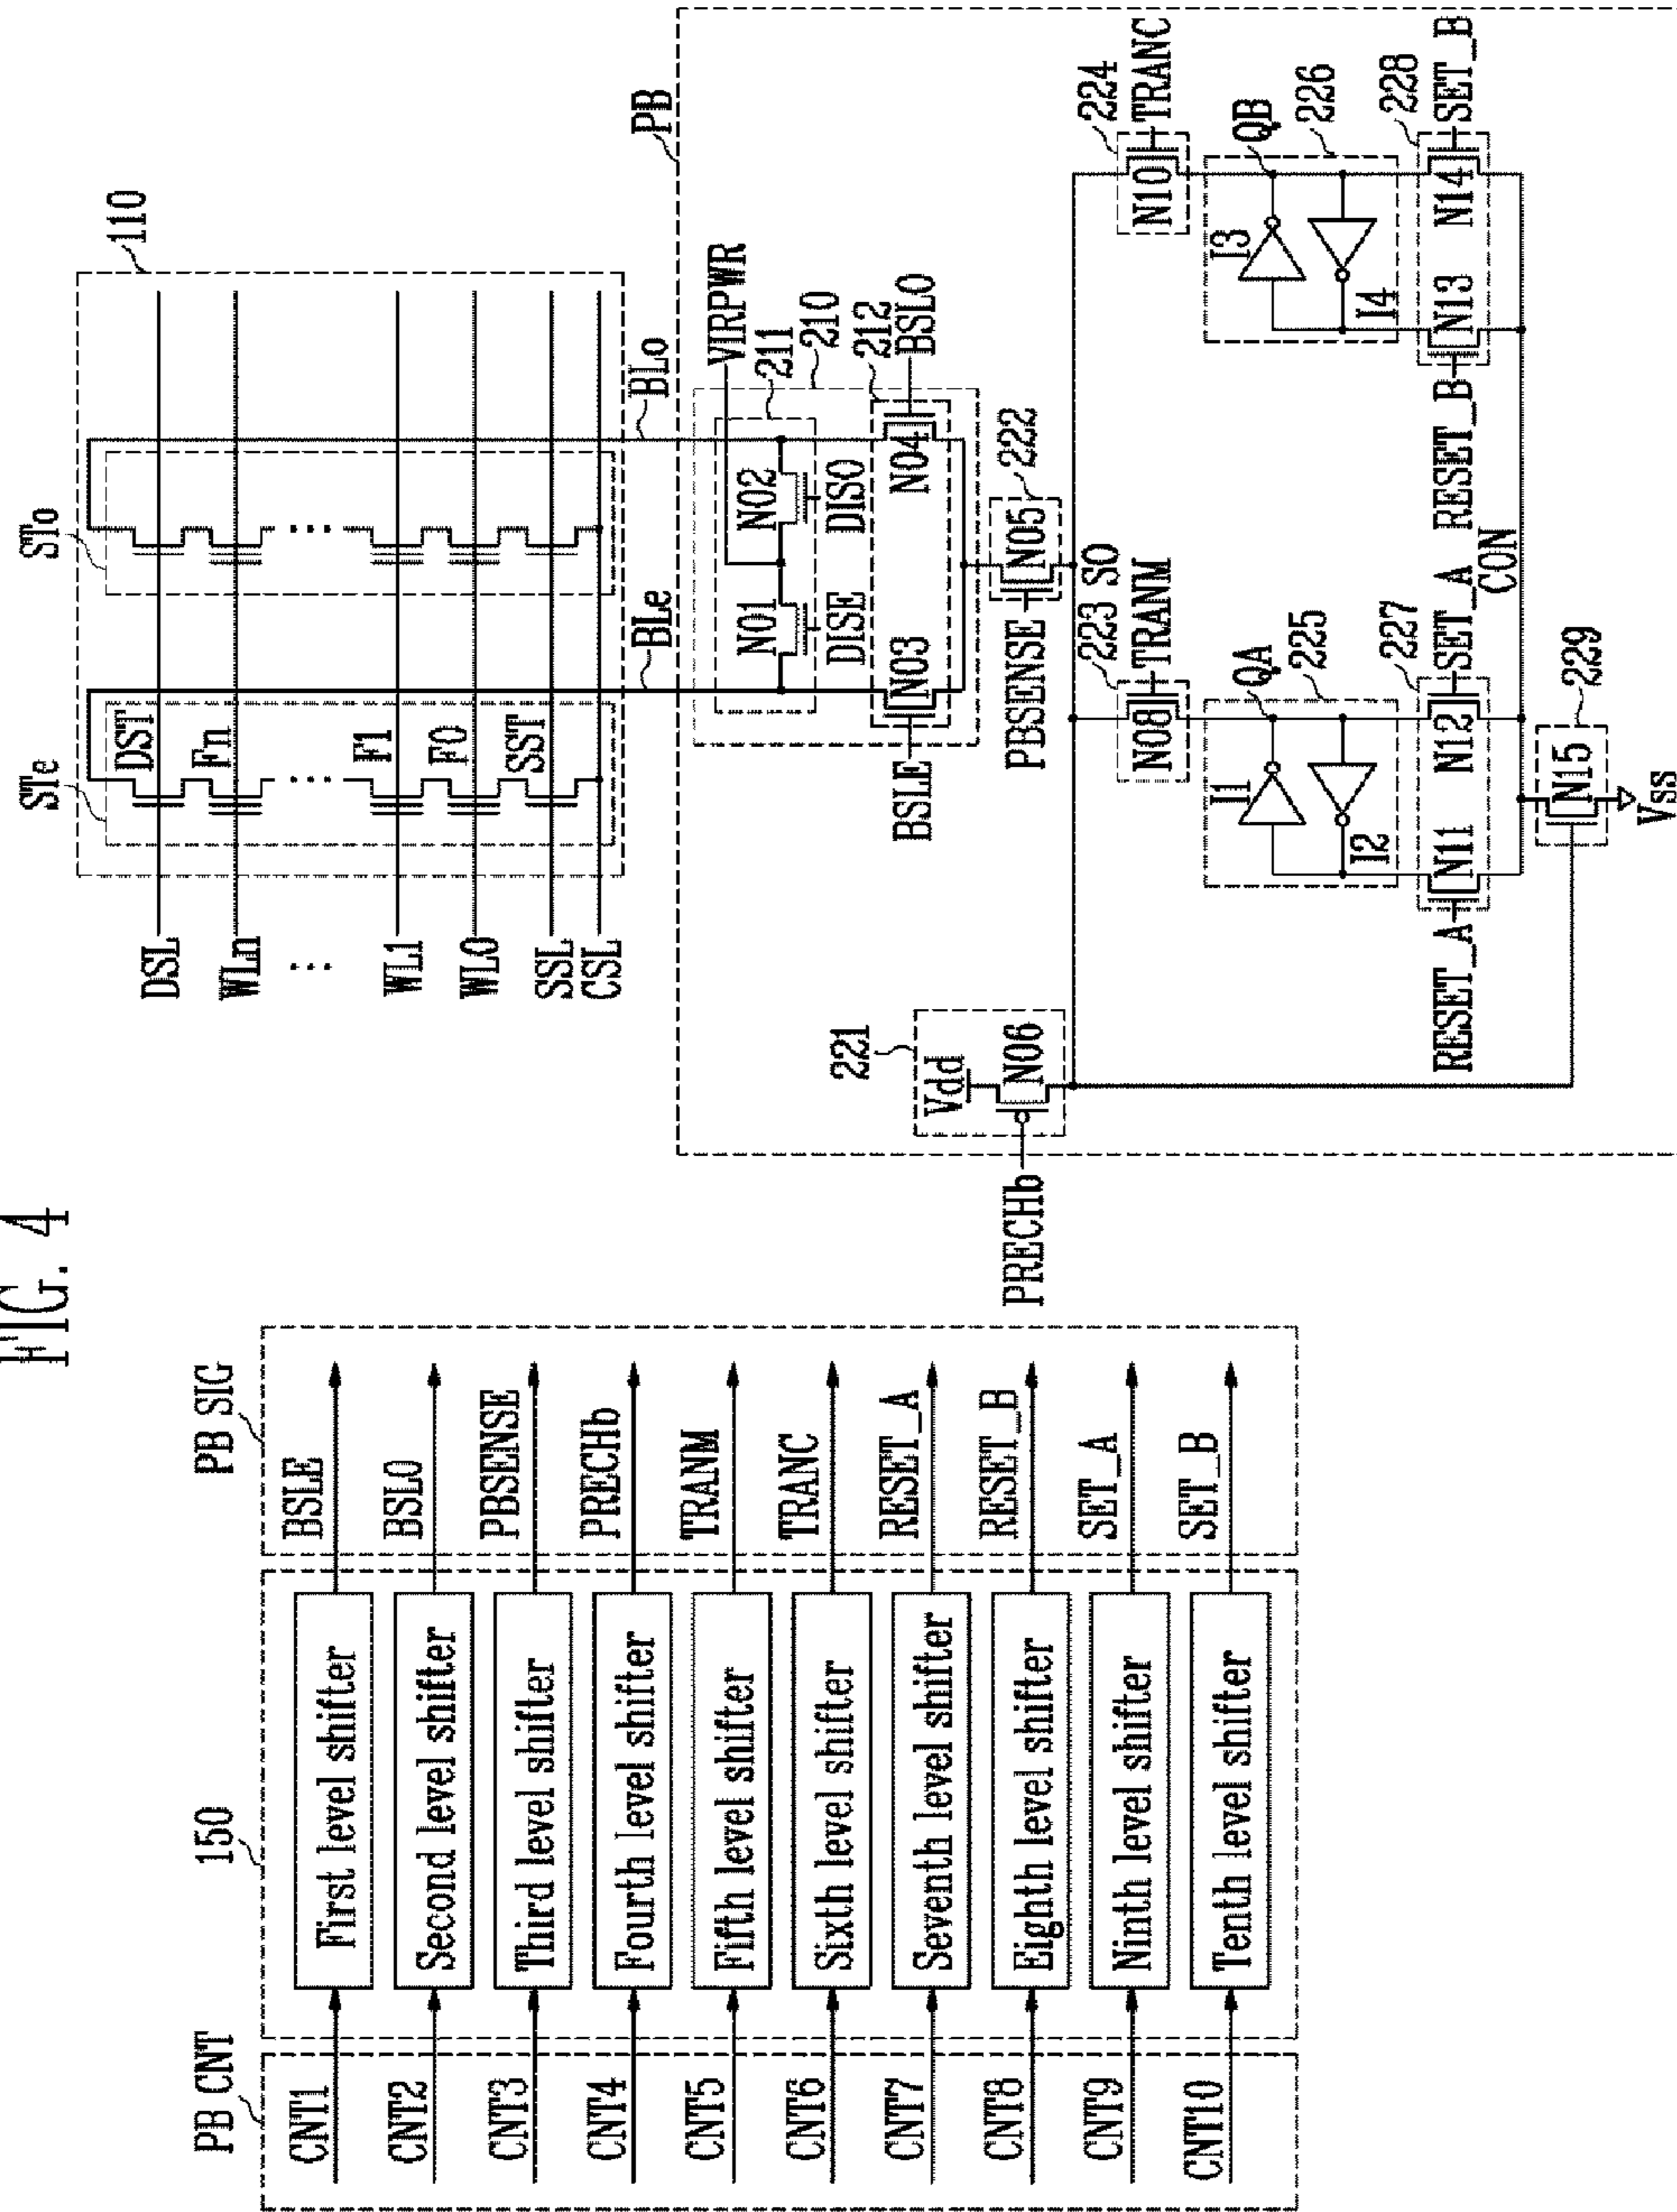 FIG. 4
PB CNT
150
PB SIG
CNT1
First level shifter
BSLE
CNT2
Second level shifter
BSLO
CNT3
Third level shifter
PBSENSE
CNT4
Fourth level shifter
PRECHb
CNT5
Fifth level shifter
TRANM
CNT6
Sixth level shifter
TRANC
CNT7
Seventh level shifter
RESET_A
CNT8
Eighth level shifter
RESET_B
CNT9
Ninth level shifter
SET_A
CNT10
Tenth level shifter
SET_B
STe
STo
110
DSL
DST
WLn
Fn
⋮
WL1
F1
WL0
F0
SSL
SST
CSL
BLe
BLo
PB
VIRPWR
211
210
212
N01
N02
DISE
DISO
BSLE
N03
N04
BSLO
221
Vdd
N06
PRECHb
PBSENSE
N05
222
SO
223
N08
TRANM
224
N10
TRANC
I1
QA
225
I2
I3
QB
226
I4
RESET_A
N11
N12
227
SET_A
RESET_B
N13
N14
228
SET_B
CON
N15
229
Vss